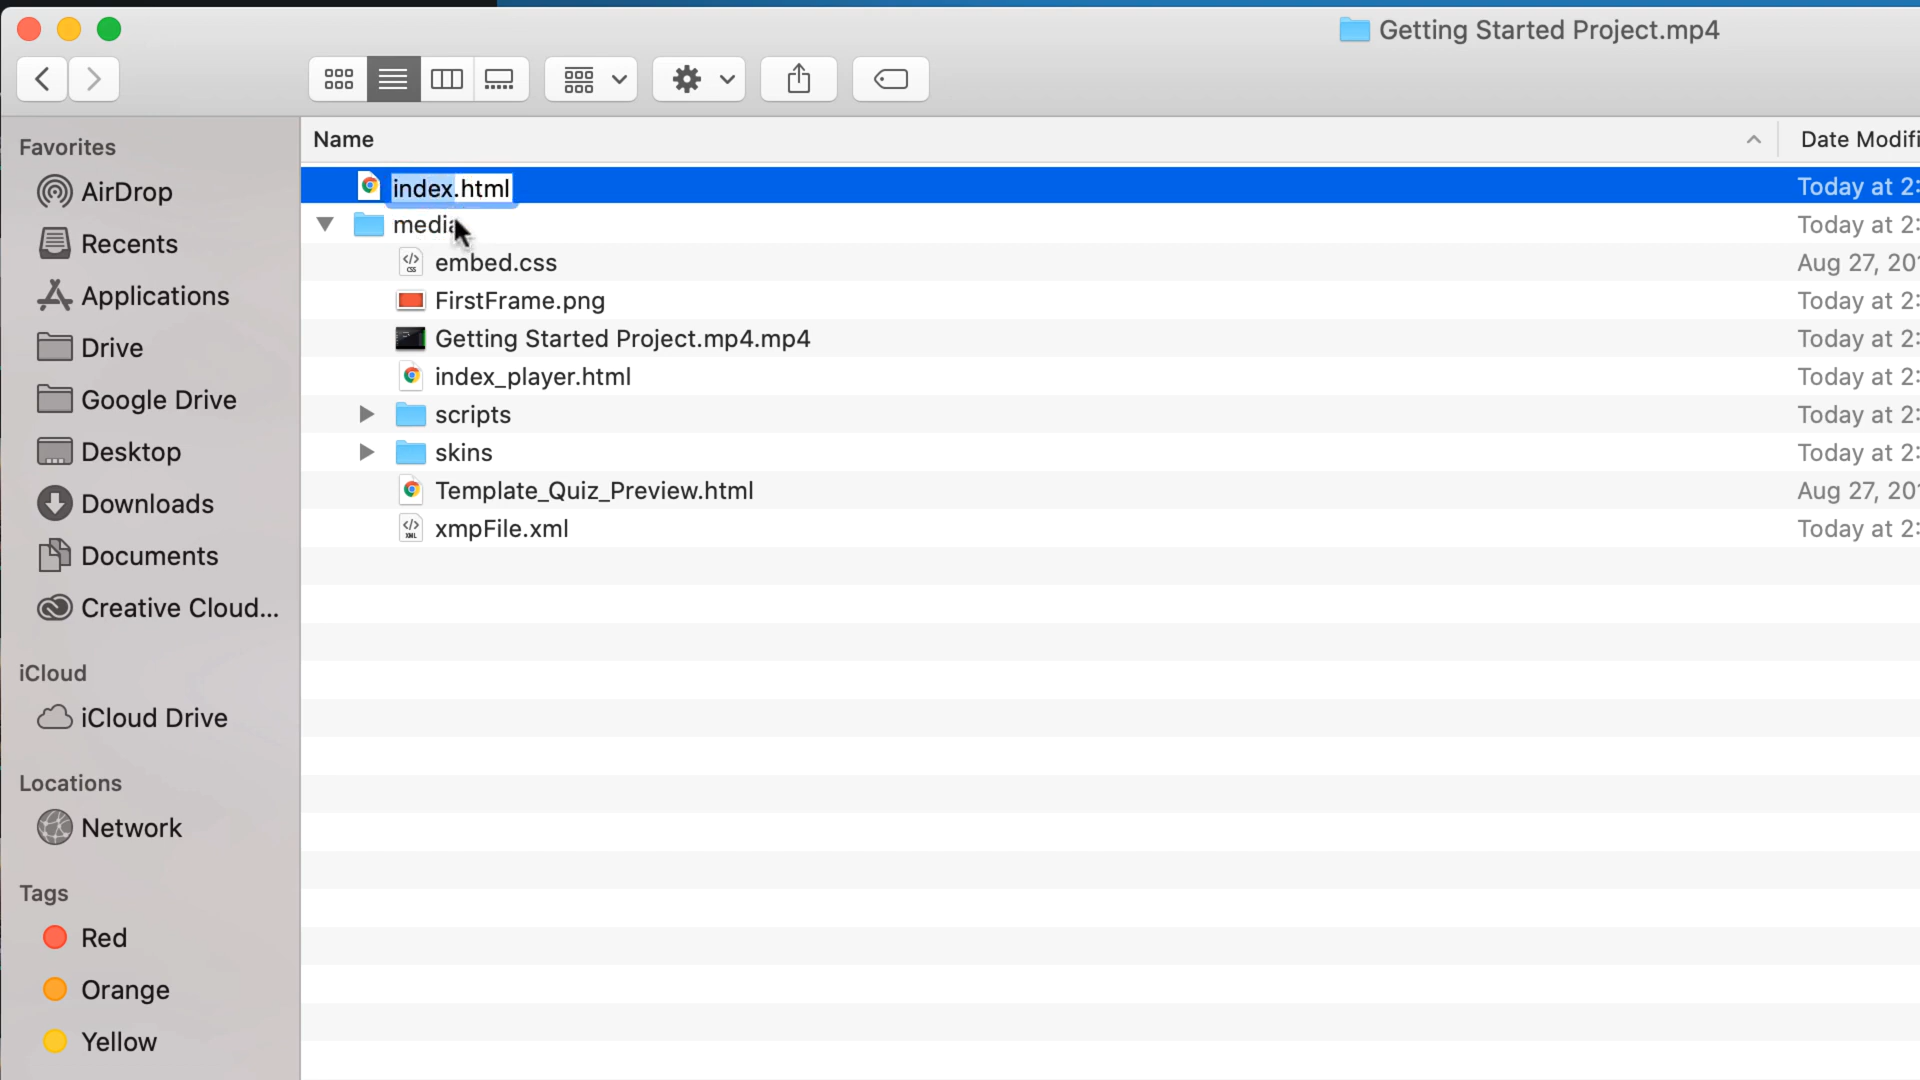 Getting Started Project.mp4
Name
Date Modifi
Favorites
AirDrop
Recents
Applications
Drive
Google Drive
Desktop
Downloads
Documents
Creative Cloud...
iCloud
iCloud Drive
Locations
Network
Tags
Red
Orange
Yellow
index.html
Today at 2:
media
Today at 2:
embed.css
Aug 27, 20
FirstFrame.png
Today at 2:
Getting Started Project.mp4.mp4
Today at 2:
index_player.html
Today at 2:
scripts
Today at 2:
skins
Today at 2:
Template_Quiz_Preview.html
Aug 27, 20
xmpFile.xml
Today at 2: